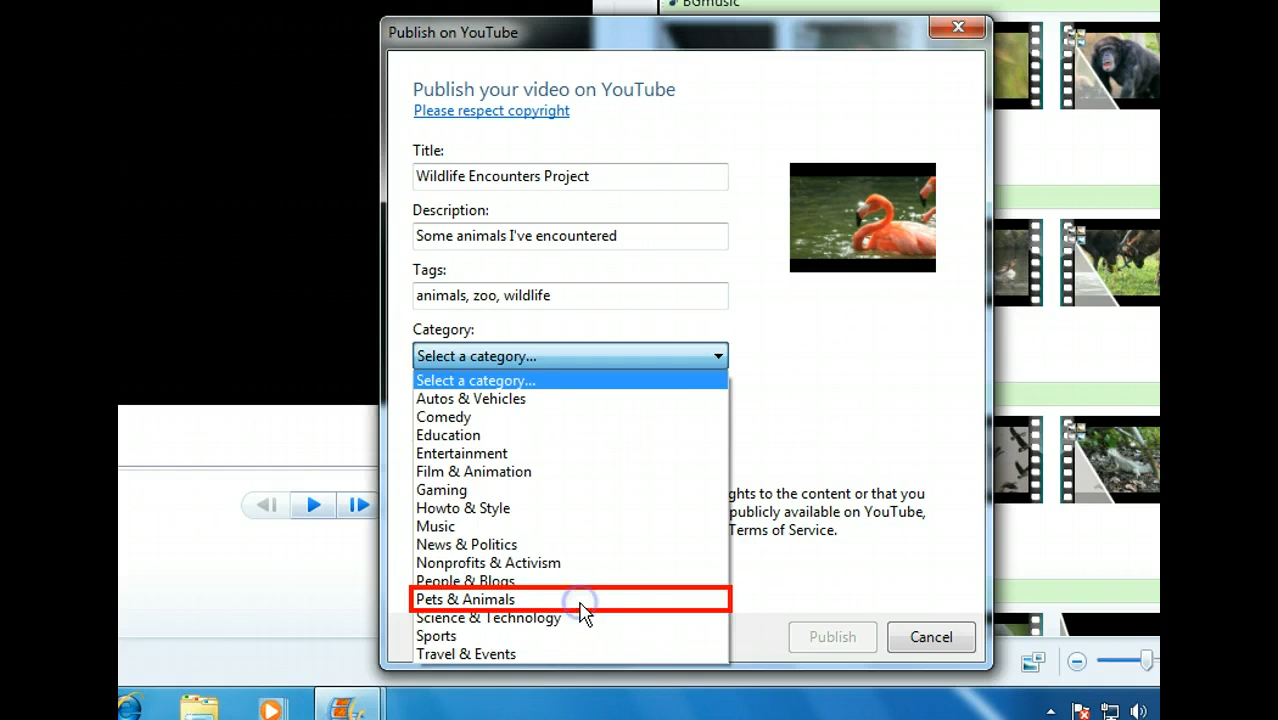 BGmusic
Publish on YouTube
Publish your video on YouTube
Please respect copyright
Title:
Wildlife Encounters Project
Description:
Some animals I've encountered
Tags:
animals, zoo, wildlife
Category:
Select a category...
Select a category...
Autos & Vehicles
Comedy
Education
Entertainment
Film & Animation
Gaming
Howto & Style
Music
News & Politics
Nonprofits & Activism
People & Blogs
Pets & Animals
Science & Technology
Sports
Travel & Events
ghts to the content or that you
publicly available on YouTube,
Terms of Service.
Publish
Cancel